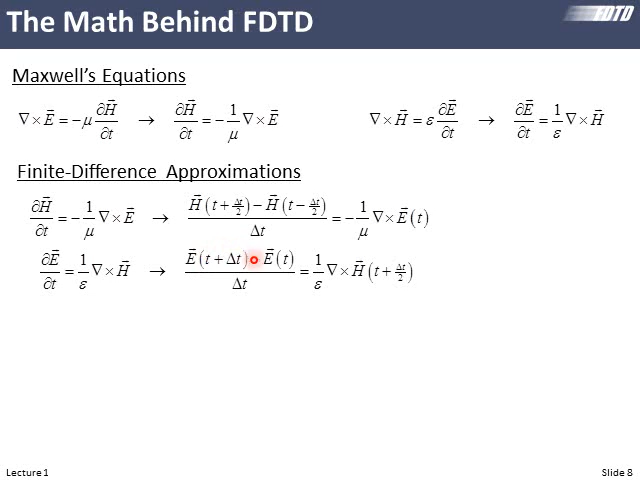 The Math Behind FDTD
FDTD
Maxwell's Equations
∇ × E⃗ = −μ ∂H⃗/∂t → ∂H⃗/∂t = −1/μ ∇ × E⃗
∇ × H⃗ = ε ∂E⃗/∂t → ∂E⃗/∂t = 1/ε ∇ × H⃗
Finite-Difference Approximations
∂H⃗/∂t = −1/μ ∇ × E⃗ → (H⃗(t + Δt/2) − H⃗(t − Δt/2))/Δt = −1/μ ∇ × E⃗(t)
∂E⃗/∂t = 1/ε ∇ × H⃗ → (E⃗(t + Δt) E⃗(t))/Δt = 1/ε ∇ × H⃗(t + Δt/2)
Lecture 1
Slide 8